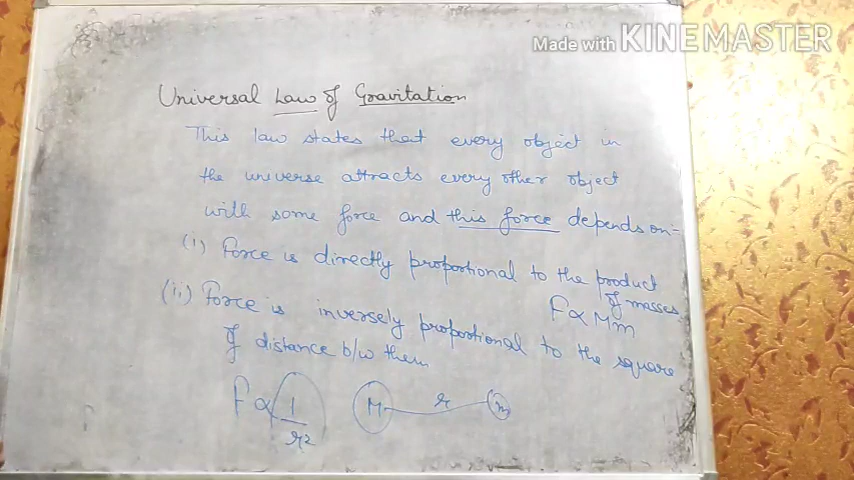 Made with KINEMASTER
Universal Law of Gravitation
This law states that every object in
the universe attracts every other object
with some force and this force depends on:-
(i) Force is directly proportional to the product
of masses
F ∝ Mm
(ii) Force is inversely proportional to the square
of distance b/w them
F ∝ 1/r²
M r m